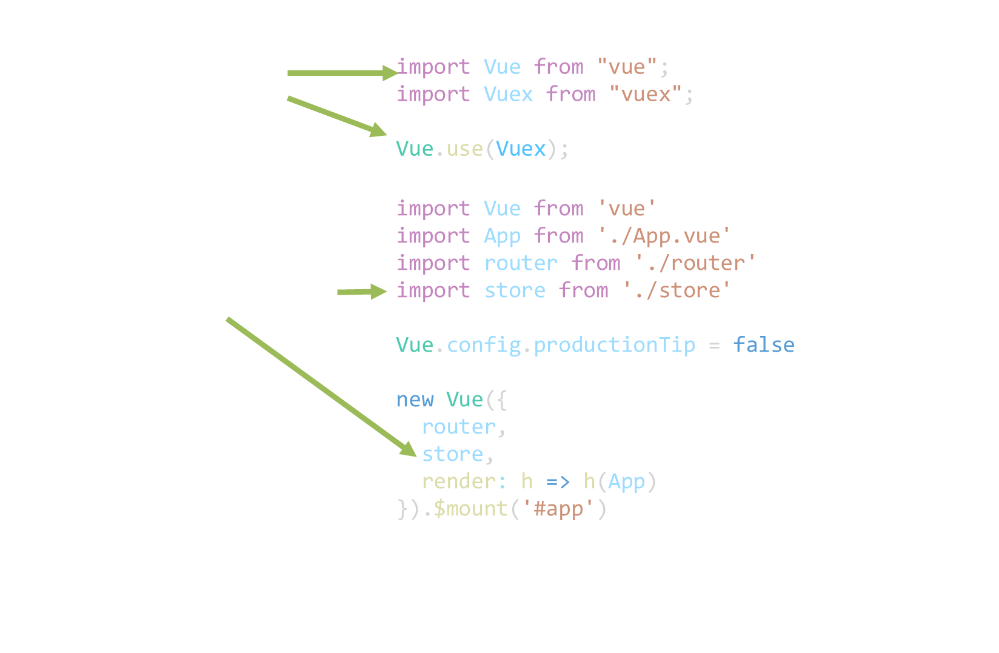 import Vue from "vue";
import Vuex from "vuex";
Vue.use(Vuex);
import Vue from 'vue'
import App from './App.vue'
import router from './router'
import store from './store'
Vue.config.productionTip = false
new Vue({
  router,
  store,
  render: h => h(App)
}).$mount('#app')